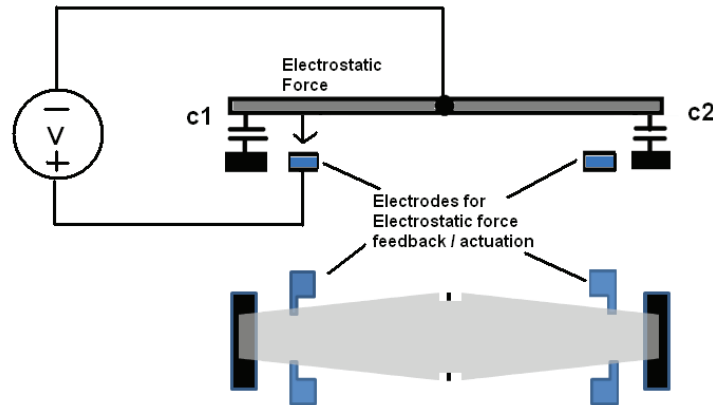 Electrostatic
Force
c1
c2
−
V
+
Electrodes for
Electrostatic force
feedback / actuation